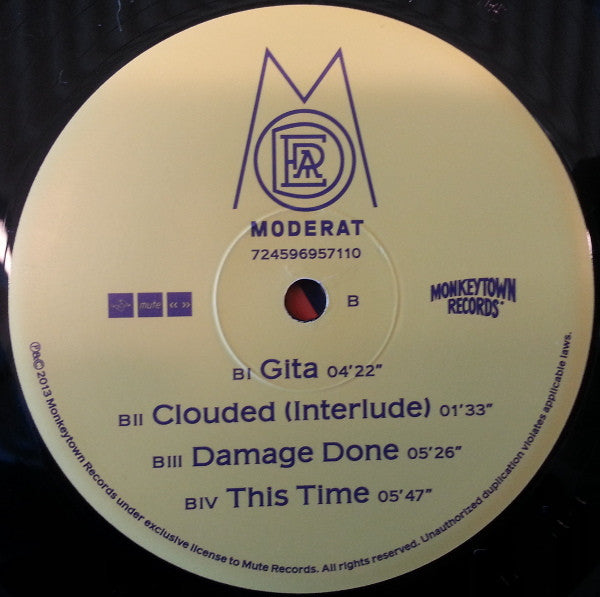 MODERAT
724596957110
mute « »
B
MONKEYTOWN
RECORDS
BI Gita 04'22"
BII Clouded (Interlude) 01'33"
BIII Damage Done 05'26"
BIV This Time 05'47"
℗&© 2013 Monkeytown Records under exclusive license to Mute Records. All rights reserved. Unauthorized duplication violates applicable laws.